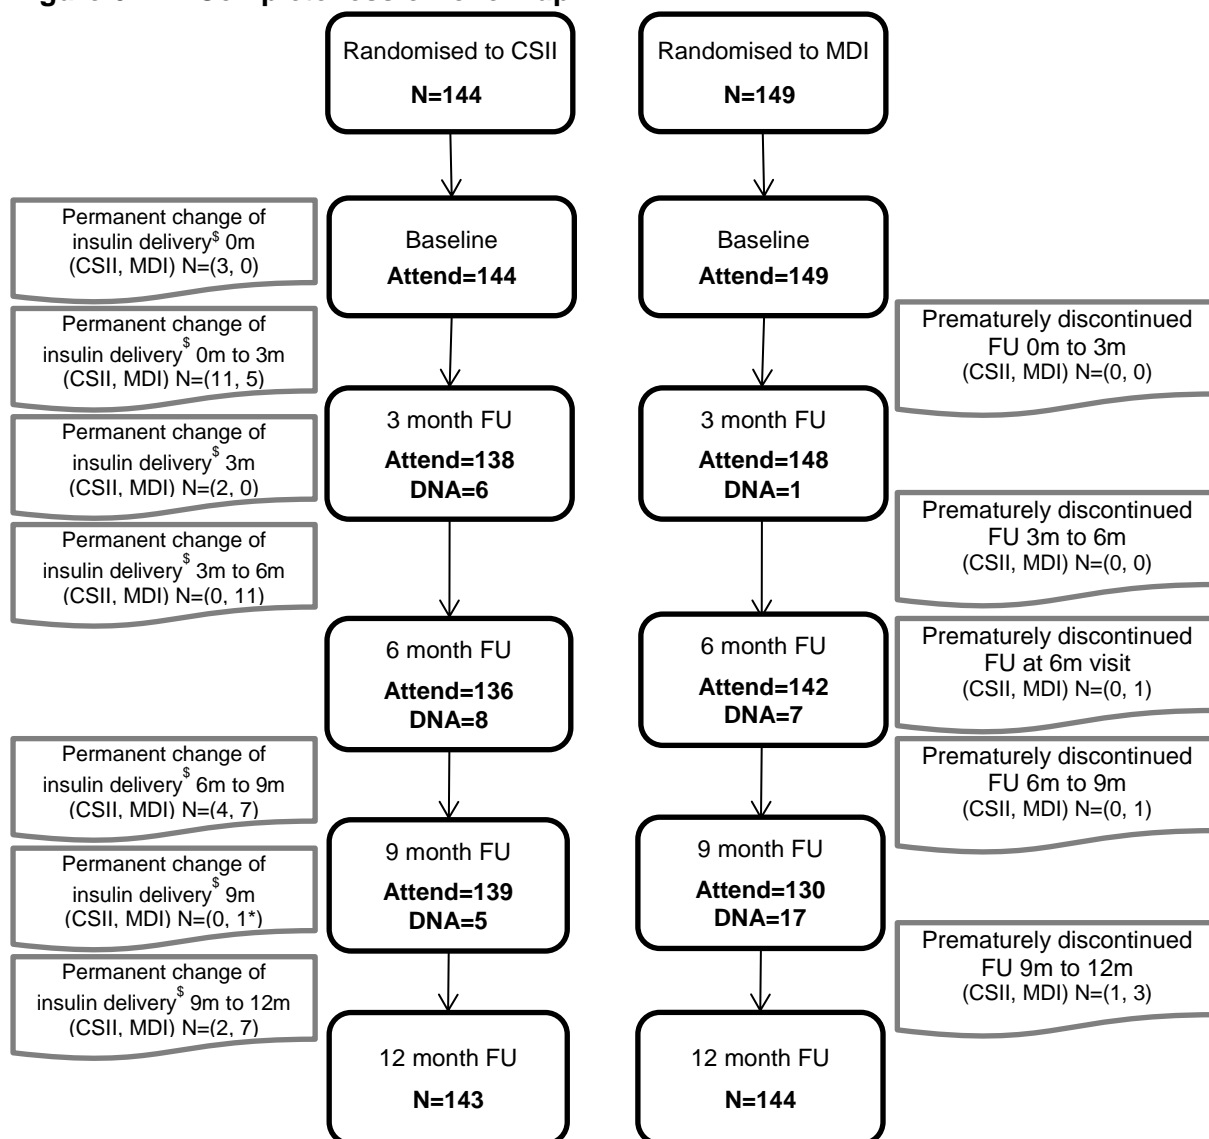 Randomised to CSII
N=144
Randomised to MDI
N=149
Permanent change of
insulin delivery$ 0m
(CSII, MDI) N=(3, 0)
Baseline
Attend=144
Baseline
Attend=149
Permanent change of
insulin delivery$ 0m to 3m
(CSII, MDI) N=(11, 5)
Prematurely discontinued
FU 0m to 3m
(CSII, MDI) N=(0, 0)
Permanent change of
insulin delivery$ 3m
(CSII, MDI) N=(2, 0)
3 month FU
Attend=138
DNA=6
3 month FU
Attend=148
DNA=1
Prematurely discontinued
FU 3m to 6m
(CSII, MDI) N=(0, 0)
Permanent change of
insulin delivery$ 3m to 6m
(CSII, MDI) N=(0, 11)
6 month FU
Attend=136
DNA=8
6 month FU
Attend=142
DNA=7
Prematurely discontinued
FU at 6m visit
(CSII, MDI) N=(0, 1)
Permanent change of
insulin delivery$ 6m to 9m
(CSII, MDI) N=(4, 7)
Prematurely discontinued
FU 6m to 9m
(CSII, MDI) N=(0, 1)
Permanent change of
insulin delivery$ 9m
(CSII, MDI) N=(0, 1*)
9 month FU
Attend=139
DNA=5
9 month FU
Attend=130
DNA=17
Prematurely discontinued
FU 9m to 12m
(CSII, MDI) N=(1, 3)
Permanent change of
insulin delivery$ 9m to 12m
(CSII, MDI) N=(2, 7)
12 month FU
N=143
12 month FU
N=144